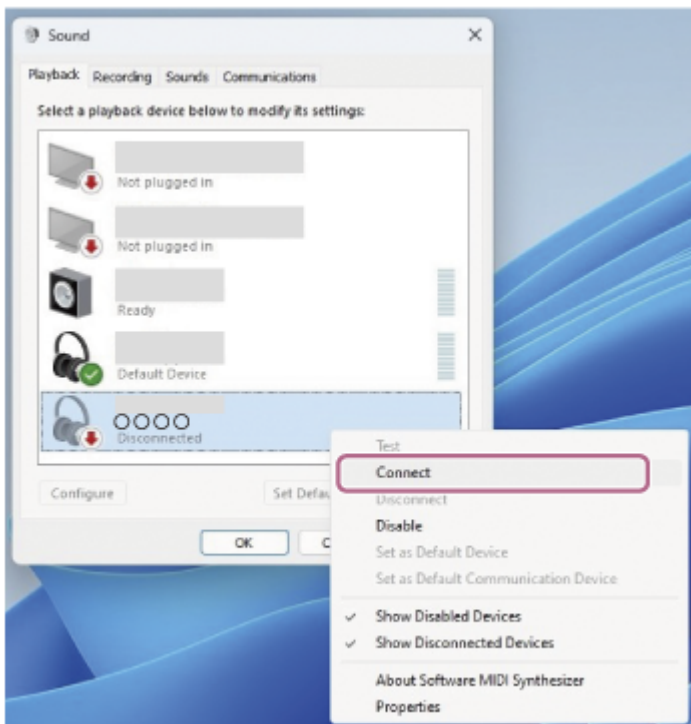 Sound
Playback Recording Sounds Communications
Select a playback device below to modify its settings:
Not plugged in
Not plugged in
Ready
Default Device
○○○○
Disconnected
Configure
Set Defau
OK
C
Test
Connect
Disconnect
Disable
Set as Default Device
Set as Default Communication Device
✓ Show Disabled Devices
✓ Show Disconnected Devices
About Software MIDI Synthesizer
Properties